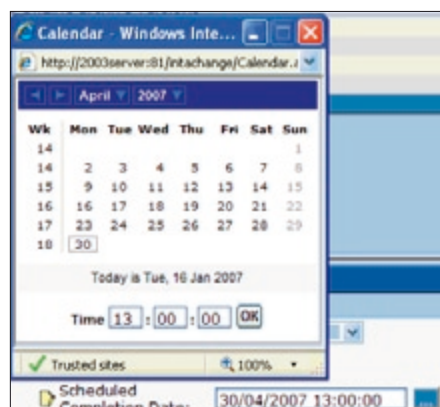 Calendar - Windows Inte...
http://2003server:81/intachange/Calendar.a
April 2007
Wk Mon Tue Wed Thu Fri Sat Sun
14 1
14 2 3 4 5 6 7 8
15 9 10 11 12 13 14 15
16 16 17 18 19 20 21 22
17 23 24 25 26 27 28 29
18 30
Today is Tue, 16 Jan 2007
Time 13 : 00 : 00 OK
Trusted sites 100%
Scheduled
Completion Date: 30/04/2007 13:00:00 ...